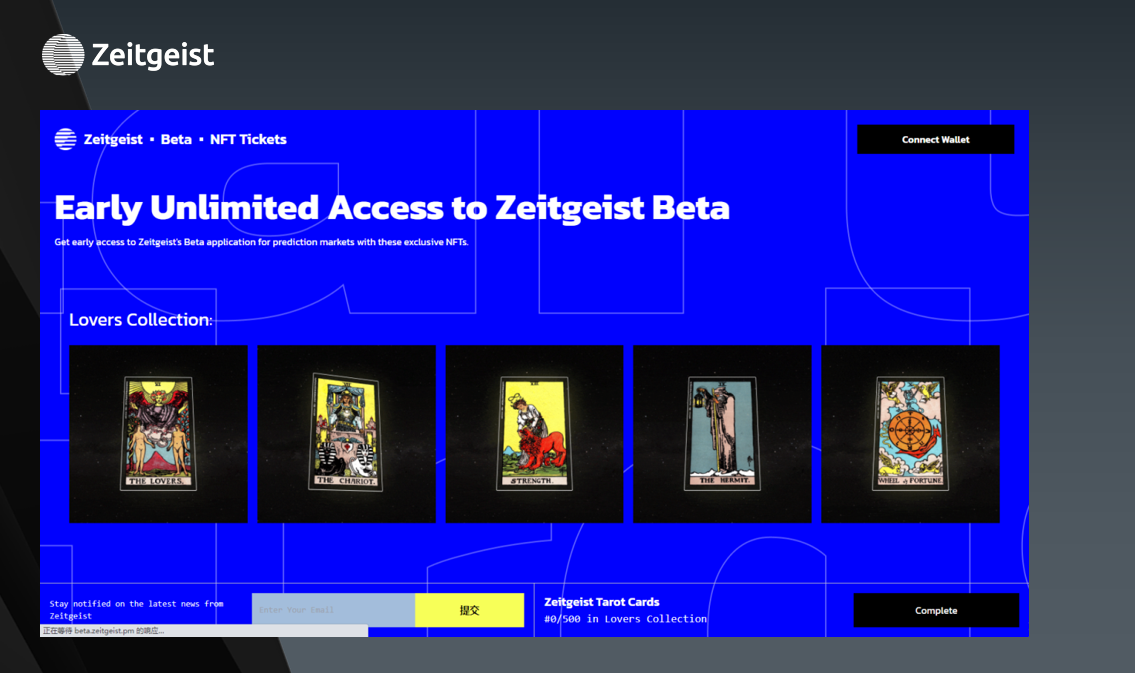 Zeitgeist
Zeitgeist ▪ Beta ▪ NFT Tickets
Connect Wallet
Early Unlimited Access to Zeitgeist Beta
Get early access to Zeitgeist's Beta application for prediction markets with these exclusive NFTs.
Lovers Collection:
VI
THE LOVERS.
VII
THE CHARIOT.
STRENGTH.
THE HERMIT.
WHEEL of FORTUNE.
Stay notified on the latest news from
Zeitgeist
Enter Your Email
提交
Zeitgeist Tarot Cards
#0/500 in Lovers Collection
Complete
正在等待 beta.zeitgeist.pm 的响应...